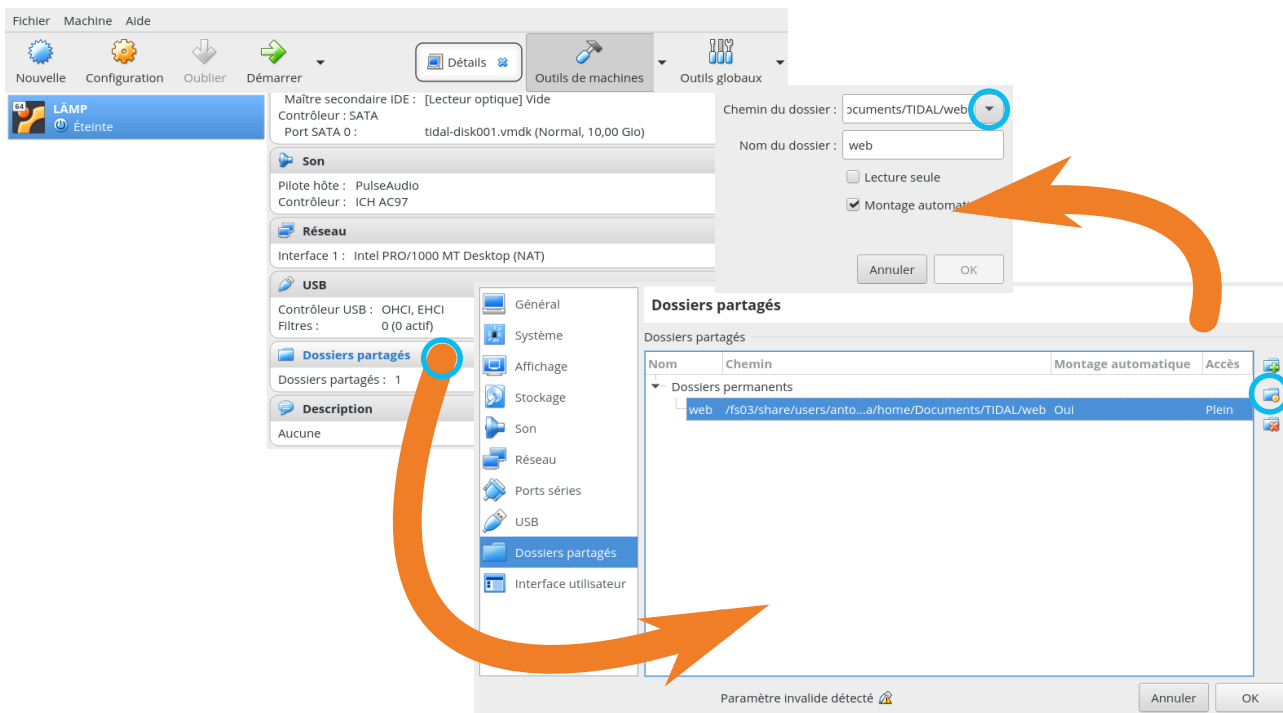 Fichier Machine Aide
Nouvelle Configuration Oublier Démarrer Détails Outils de machines Outils globaux
64 LÄMP
Éteinte
Maître secondaire IDE : [Lecteur optique] Vide
Contrôleur : SATA
Port SATA 0 : tidal-disk001.vmdk (Normal, 10,00 Gio)
Son
Pilote hôte : PulseAudio
Contrôleur : ICH AC97
Réseau
Interface 1 : Intel PRO/1000 MT Desktop (NAT)
USB
Contrôleur USB : OHCI, EHCI
Filtres : 0 (0 actif)
Dossiers partagés
Dossiers partagés : 1
Description
Aucune
Chemin du dossier : ocuments/TIDAL/web
Nom du dossier : web
Lecture seule
Montage automati
Annuler OK
Général
Système
Affichage
Stockage
Son
Réseau
Ports séries
USB
Dossiers partagés
Interface utilisateur
Dossiers partagés
Dossiers partagés
Nom Chemin Montage automatique Accès
Dossiers permanents
web /fs03/share/users/anto...a/home/Documents/TIDAL/web Oui Plein
Paramètre invalide détecté
Annuler OK